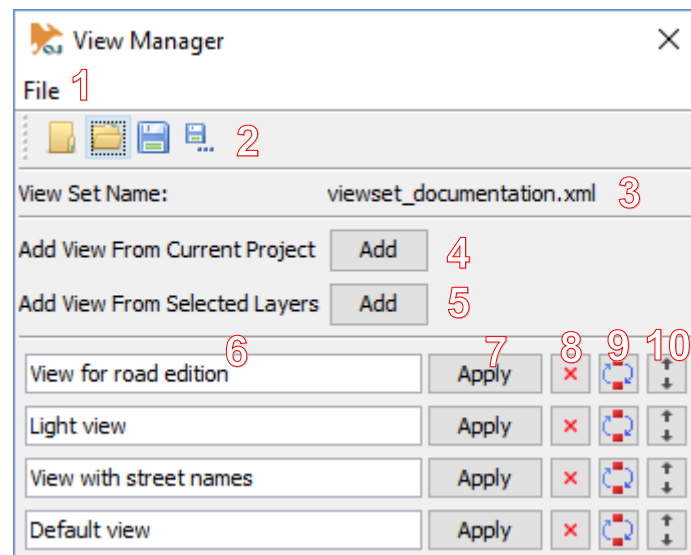 View Manager
File 1
2
View Set Name: viewset_documentation.xml 3
Add View From Current Project Add 4
Add View From Selected Layers Add 5
6 7 8 9 10
View for road edition Apply
Light view Apply
View with street names Apply
Default view Apply